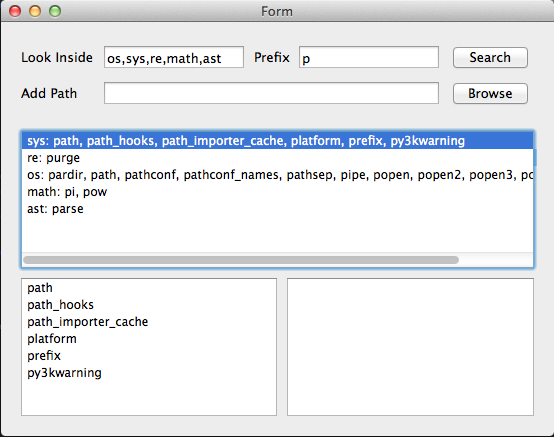 Form
Look Inside os,sys,re,math,ast Prefix p Search
Add Path Browse
sys: path, path_hooks, path_importer_cache, platform, prefix, py3kwarning
re: purge
os: pardir, path, pathconf, pathconf_names, pathsep, pipe, popen, popen2, popen3,
math: pi, pow
ast: parse
path
path_hooks
path_importer_cache
platform
prefix
py3kwarning